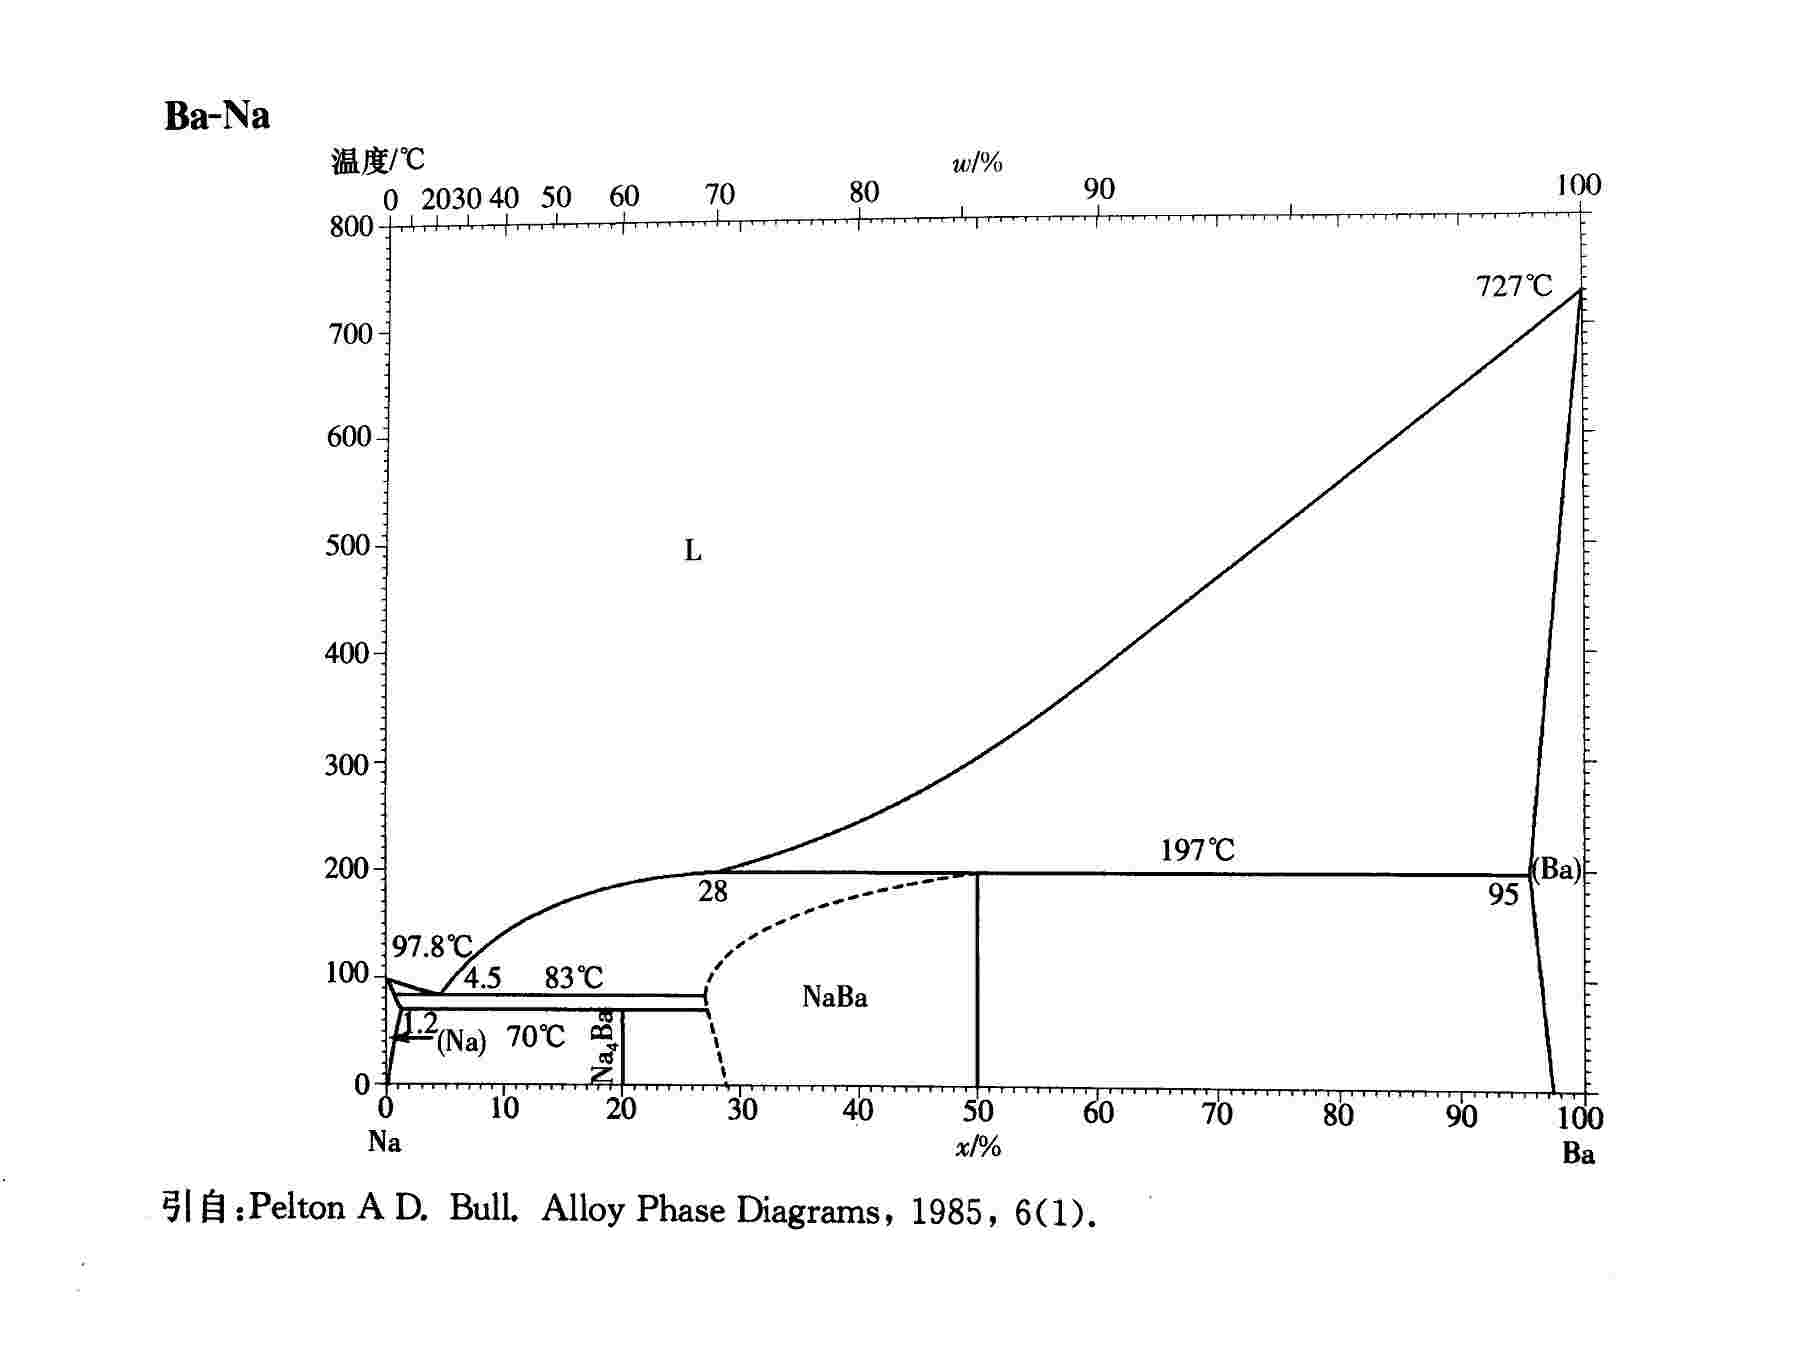 Ba-Na
温度/℃
w/%
0 20 30 40 50 60 70 80 90 100
800
727℃
700
600
500
L
400
300
197℃
200
(Ba)
28
95
97.8℃
100
4.5
83℃
NaBa
1.2
(Na)
70℃
Na4Ba
0
0 10 20 30 40 50 60 70 80 90 100
Na
x/%
Ba
引自:Pelton A D. Bull. Alloy Phase Diagrams, 1985, 6(1).